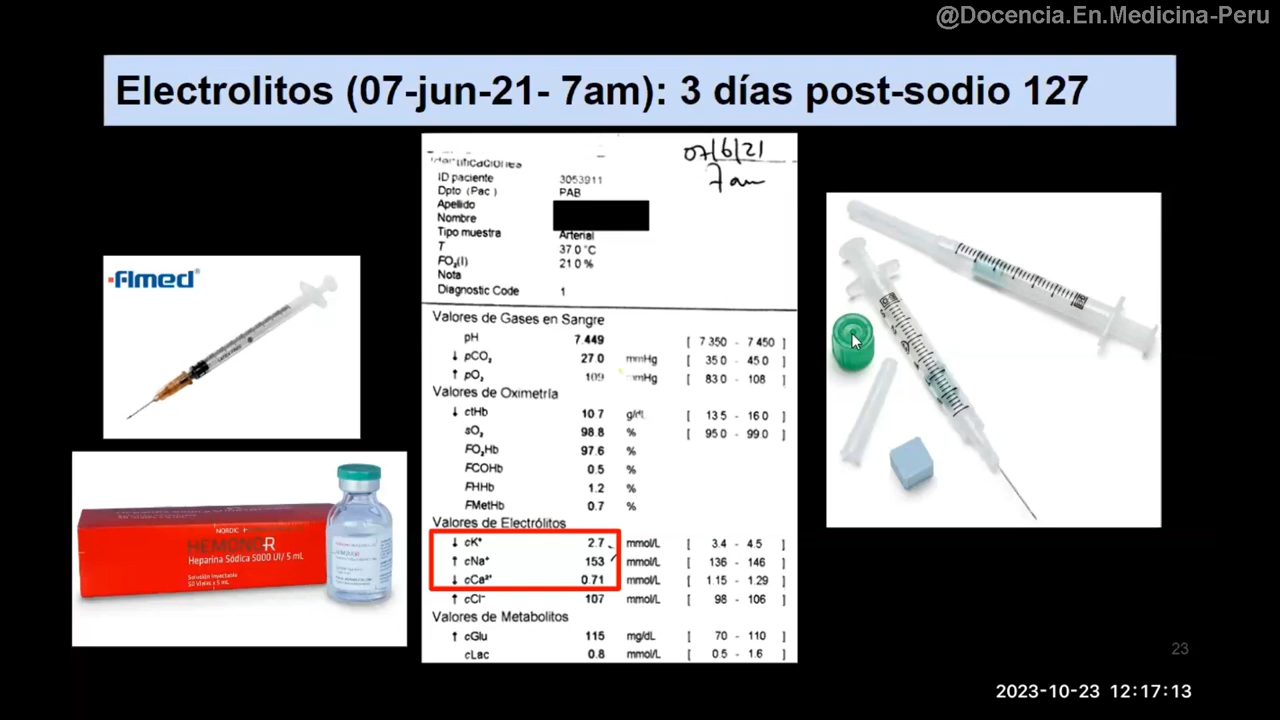 @Docencia.En.Medicina-Peru
Electrolitos (07-jun-21- 7am): 3 días post-sodio 127
Identificaciones
07/6/21
7am
ID paciente 3053911
Dpto (Pac) PAB
Apellido
Nombre
Tipo muestra Arterial
T 37 0 °C
FO₂(I) 21 0 %
Nota
Diagnostic Code 1
Valores de Gases en Sangre
pH 7.449 [ 7 350 - 7 450 ]
↓ pCO₂ 27.0 mmHg [ 35 0 - 45 0 ]
↑ pO₂ 109 mmHg [ 83 0 - 108 ]
Valores de Oximetría
↓ ctHb 10.7 g/dL [ 13 5 - 16 0 ]
sO₂ 98.8 % [ 95 0 - 99 0 ]
FO₂Hb 97.6 %
FCOHb 0.5 %
FHHb 1.2 %
FMetHb 0.7 %
Valores de Electrólitos
↓ cK⁺ 2.7 mmol/L [ 3.4 - 4.5 ]
↑ cNa⁺ 153 mmol/L [ 136 - 146 ]
↓ cCa²⁺ 0.71 mmol/L [ 1.15 - 1.29 ]
↑ cCl⁻ 107 mmol/L [ 98 - 106 ]
Valores de Metabolitos
↑ cGlu 115 mg/dL [ 70 - 110 ]
cLac 0.8 mmol/L [ 0 5 - 1.6 ]
NORDIC
HEMONOR
Heparina Sódica 5000 UI/ 5 mL
Solución inyectable
23
2023-10-23 12:17:13